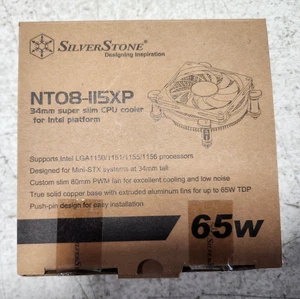 SILVERSTONE
Designing Inspiration
NT08-115XP
34mm super slim CPU cooler
for Intel platform
Supports Intel LGA1150/1151/1155/1156 processors
Designed for Mini-STX systems at 34mm tall
Custom slim 80mm PWM fan for excellent cooling and low noise
True solid copper base with extruded aluminum fins for up to 65W TDP
Push-pin design for easy installation
65W